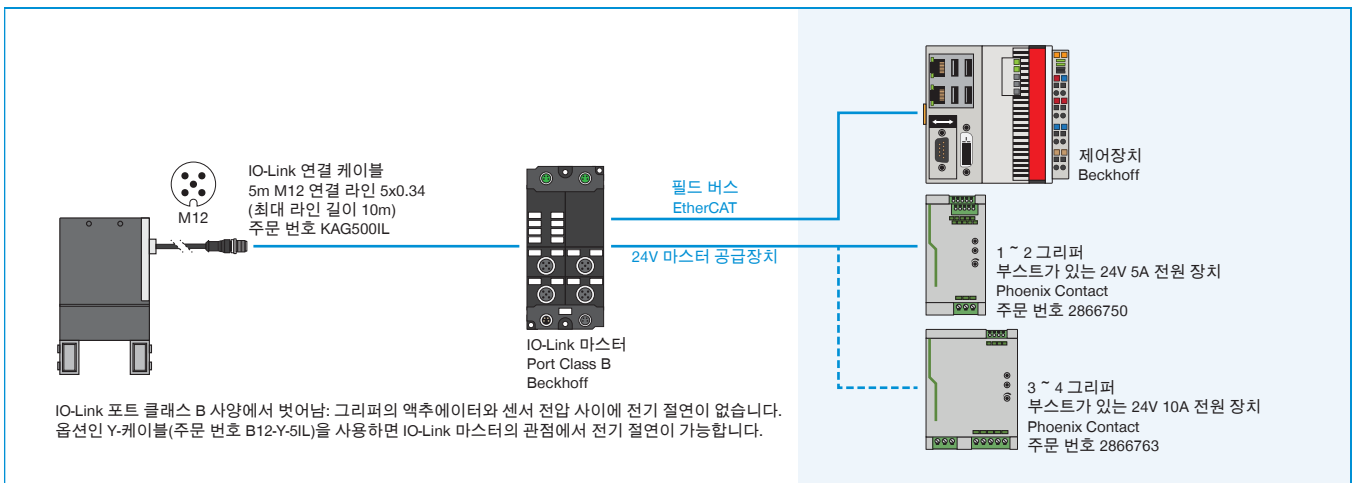 IO-Link 연결 케이블
5m M12 연결 라인 5x0.34
(최대 라인 길이 10m)
주문 번호 KAG500IL
M12
IO-Link 마스터
Port Class B
Beckhoff
필드 버스
EtherCAT
24V 마스터 공급장치
제어장치
Beckhoff
1 ~ 2 그리퍼
부스트가 있는 24V 5A 전원 장치
Phoenix Contact
주문 번호 2866750
3 ~ 4 그리퍼
부스트가 있는 24V 10A 전원 장치
Phoenix Contact
주문 번호 2866763
IO-Link 포트 클래스 B 사양에서 벗어남: 그리퍼의 액추에이터와 센서 전압 사이에 전기 절연이 없습니다.
옵션인 Y-케이블(주문 번호 B12-Y-5IL)을 사용하면 IO-Link 마스터의 관점에서 전기 절연이 가능합니다.